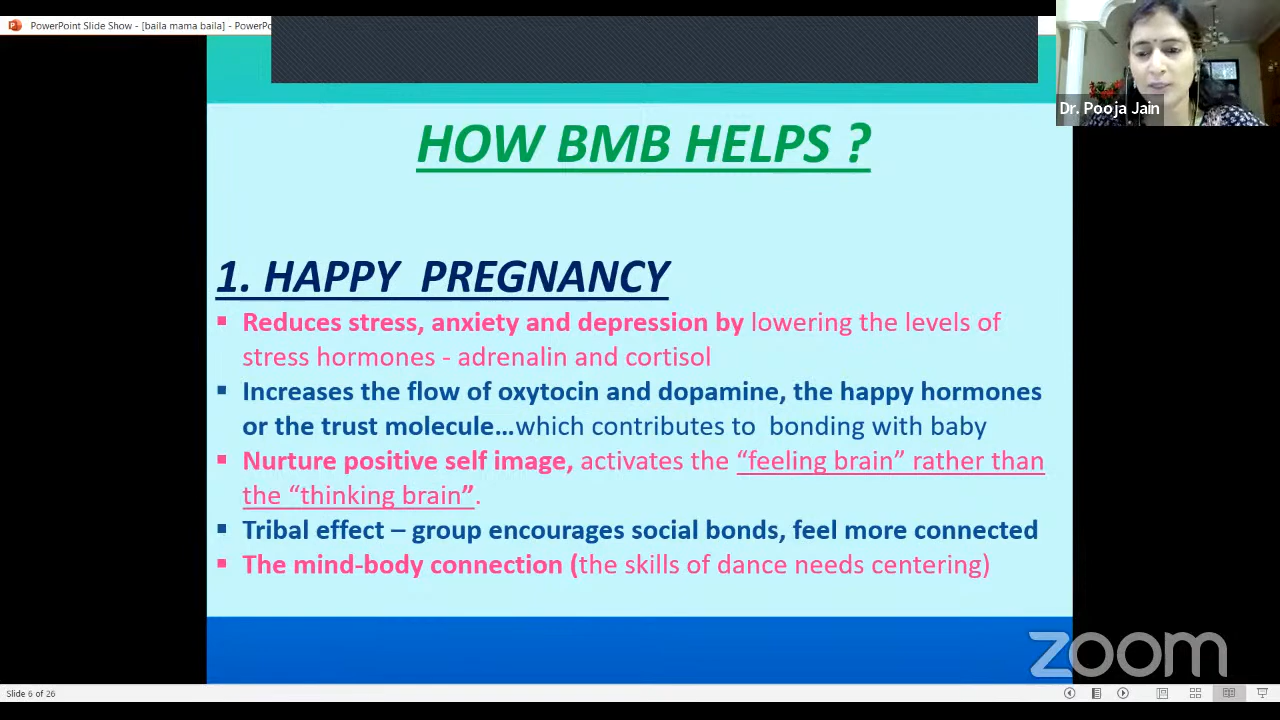 PowerPoint Slide Show - [baila mama baila] - PowerPo
Dr. Pooja Jain
HOW BMB HELPS ?
1. HAPPY PREGNANCY
▪ Reduces stress, anxiety and depression by lowering the levels of
stress hormones - adrenalin and cortisol
▪ Increases the flow of oxytocin and dopamine, the happy hormones
or the trust molecule…which contributes to bonding with baby
▪ Nurture positive self image, activates the “feeling brain” rather than
the “thinking brain”.
▪ Tribal effect – group encourages social bonds, feel more connected
▪ The mind-body connection (the skills of dance needs centering)
zoom
Slide 6 of 26